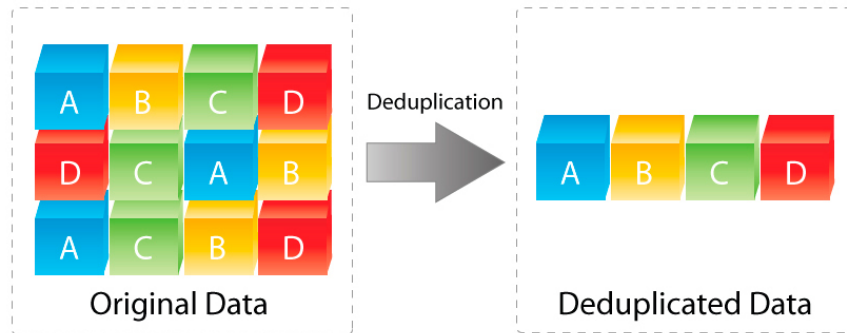 A B C D
D C A B
A C B D
Original Data
Deduplication
A B C D
Deduplicated Data